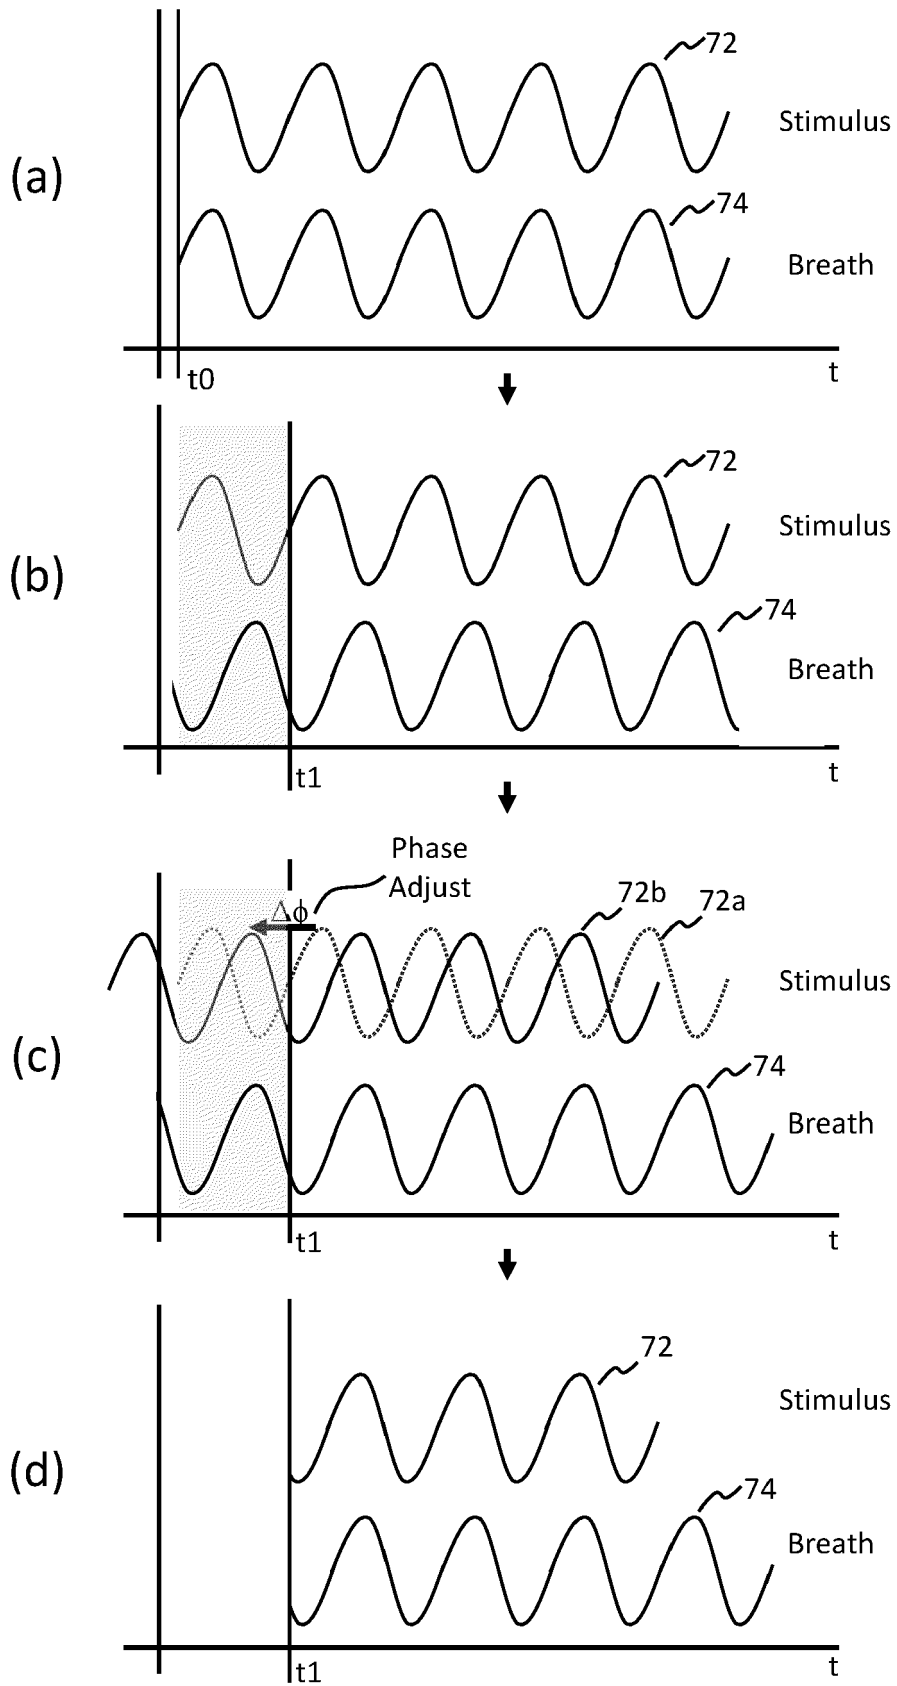 72
Stimulus
(a)
74
Breath
t0
t
72
Stimulus
(b)
74
Breath
t1
t
Phase
Adjust
Δϕ
72b
72a
Stimulus
(c)
74
Breath
t1
t
72
Stimulus
(d)
74
Breath
t1
t